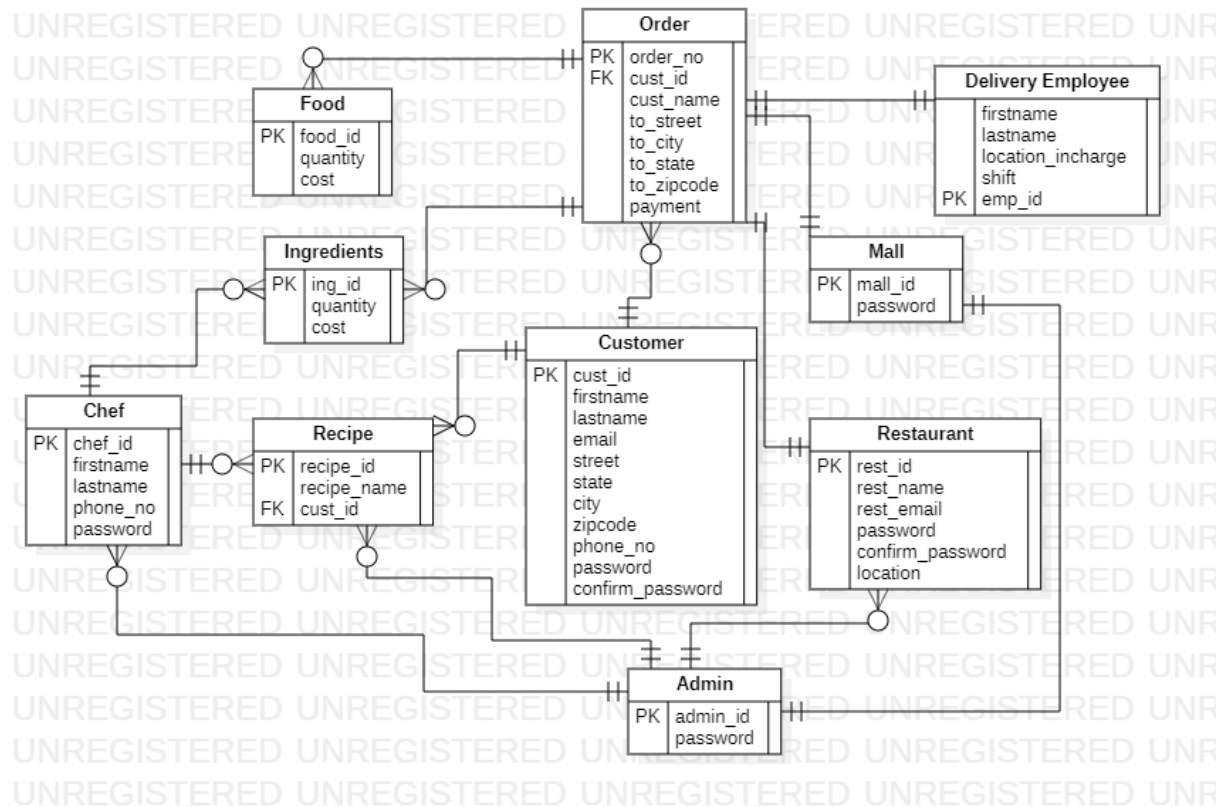 Order
PK order_no
FK cust_id
cust_name
to_street
to_city
to_state
to_zipcode
payment
Delivery Employee
firstname
lastname
location_incharge
shift
PK emp_id
Food
PK food_id
quantity
cost
Ingredients
PK ing_id
quantity
cost
Mall
PK mall_id
password
Customer
PK cust_id
firstname
lastname
email
street
state
city
zipcode
phone_no
password
confirm_password
Chef
PK chef_id
firstname
lastname
phone_no
password
Recipe
PK recipe_id
recipe_name
FK cust_id
Restaurant
PK rest_id
rest_name
rest_email
password
confirm_password
location
Admin
PK admin_id
password
UNREGISTERED